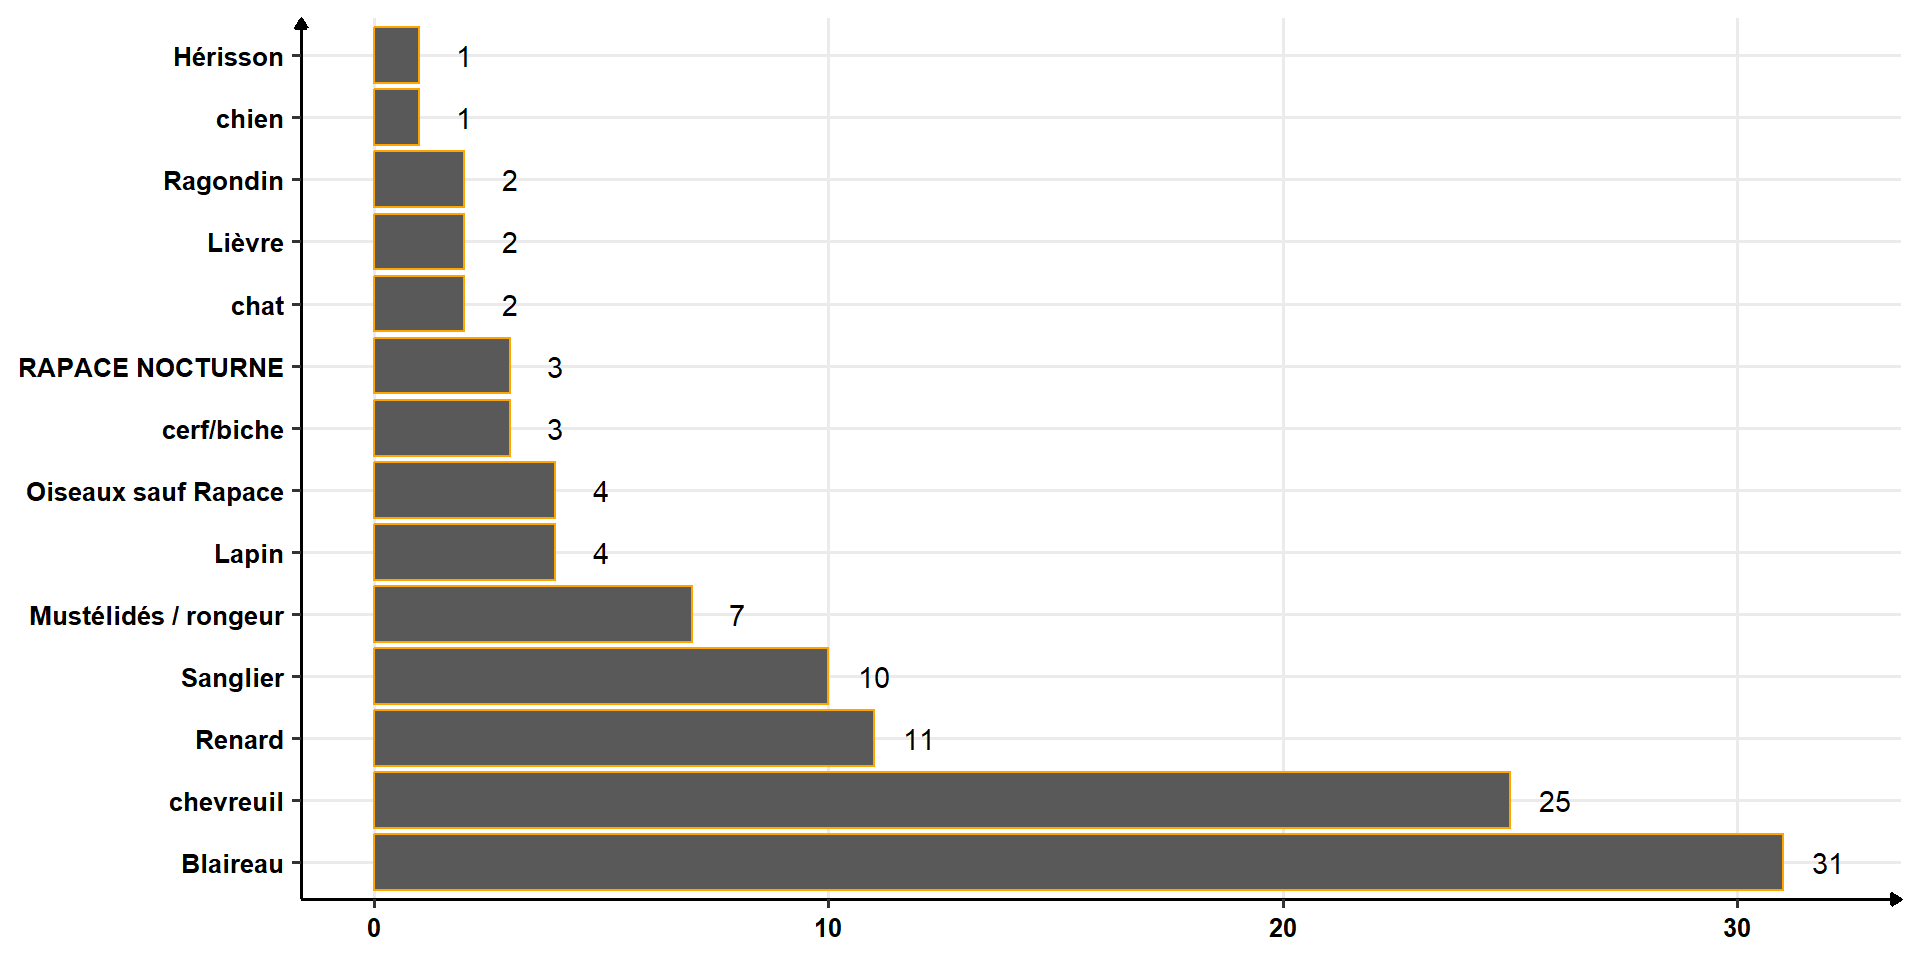 Hérisson 1
chien 1
Ragondin 2
Lièvre 2
chat 2
RAPACE NOCTURNE 3
cerf/biche 3
Oiseaux sauf Rapace 4
Lapin 4
Mustélidés / rongeur 7
Sanglier 10
Renard 11
chevreuil 25
Blaireau 31
0 10 20 30